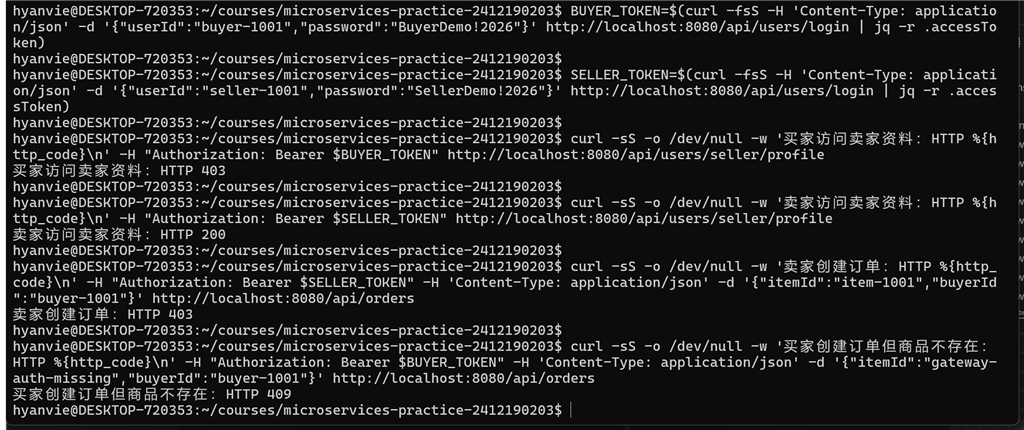 hyanvie@DESKTOP-720353:~/courses/microservices-practice-2412190203$ BUYER_TOKEN=$(curl -fsS -H 'Content-Type: applicatio
n/json' -d '{"userId":"buyer-1001","password":"BuyerDemo!2026"}' http://localhost:8080/api/users/login | jq -r .accessTo
ken)
hyanvie@DESKTOP-720353:~/courses/microservices-practice-2412190203$
hyanvie@DESKTOP-720353:~/courses/microservices-practice-2412190203$ SELLER_TOKEN=$(curl -fsS -H 'Content-Type: applicati
on/json' -d '{"userId":"seller-1001","password":"SellerDemo!2026"}' http://localhost:8080/api/users/login | jq -r .acces
sToken)
hyanvie@DESKTOP-720353:~/courses/microservices-practice-2412190203$
hyanvie@DESKTOP-720353:~/courses/microservices-practice-2412190203$ curl -sS -o /dev/null -w '买家访问卖家资料: HTTP %{h
ttp_code}\n' -H "Authorization: Bearer $BUYER_TOKEN" http://localhost:8080/api/users/seller/profile
买家访问卖家资料: HTTP 403
hyanvie@DESKTOP-720353:~/courses/microservices-practice-2412190203$
hyanvie@DESKTOP-720353:~/courses/microservices-practice-2412190203$ curl -sS -o /dev/null -w '卖家访问卖家资料: HTTP %{h
ttp_code}\n' -H "Authorization: Bearer $SELLER_TOKEN" http://localhost:8080/api/users/seller/profile
卖家访问卖家资料: HTTP 200
hyanvie@DESKTOP-720353:~/courses/microservices-practice-2412190203$
hyanvie@DESKTOP-720353:~/courses/microservices-practice-2412190203$ curl -sS -o /dev/null -w '卖家创建订单: HTTP %{http_
code}\n' -H "Authorization: Bearer $SELLER_TOKEN" -H 'Content-Type: application/json' -d '{"itemId":"item-1001","buyerId
":"buyer-1001"}' http://localhost:8080/api/orders
卖家创建订单: HTTP 403
hyanvie@DESKTOP-720353:~/courses/microservices-practice-2412190203$
hyanvie@DESKTOP-720353:~/courses/microservices-practice-2412190203$ curl -sS -o /dev/null -w '买家创建订单但商品不存在:
HTTP %{http_code}\n' -H "Authorization: Bearer $BUYER_TOKEN" -H 'Content-Type: application/json' -d '{"itemId":"gateway-
auth-missing","buyerId":"buyer-1001"}' http://localhost:8080/api/orders
买家创建订单但商品不存在: HTTP 409
hyanvie@DESKTOP-720353:~/courses/microservices-practice-2412190203$